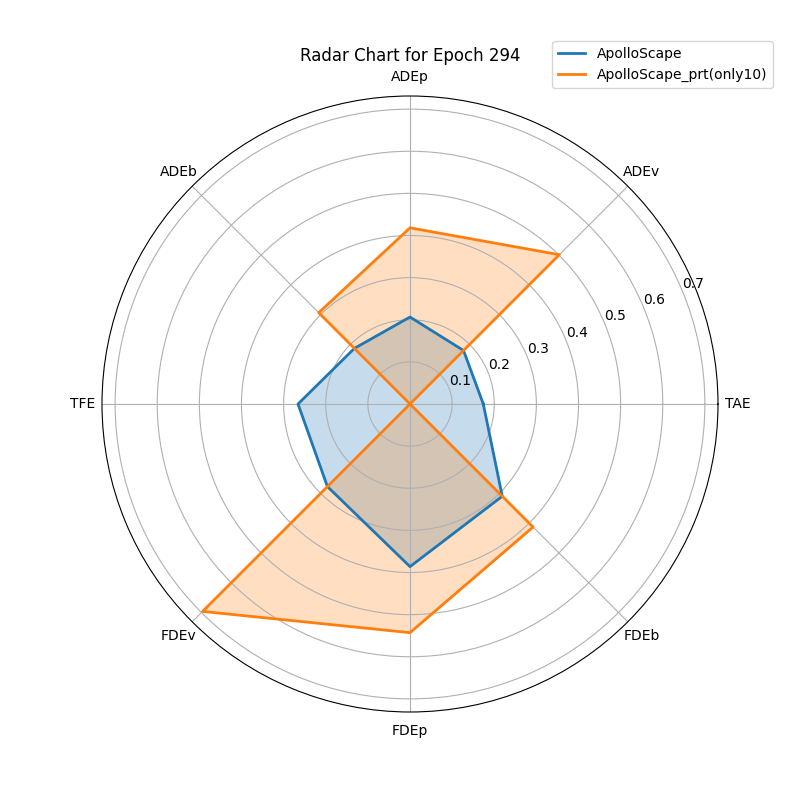 Radar Chart for Epoch 294
ApolloScape
ApolloScape_prt(only10)
ADEp
ADEb
ADEv
0.7
0.6
0.5
0.4
0.3
0.2
0.1
TFE
TAE
FDEv
FDEb
FDEp